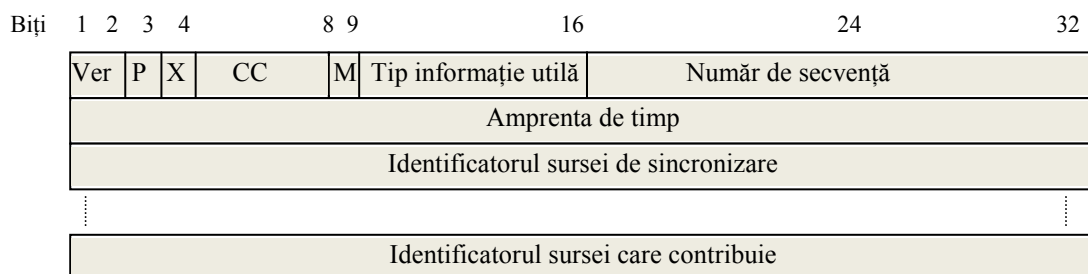 Biți 1 2 3 4 8 9 16 24 32
Ver P X CC M Tip informație utilă Număr de secvență
Amprenta de timp
Identificatorul sursei de sincronizare
Identificatorul sursei care contribuie